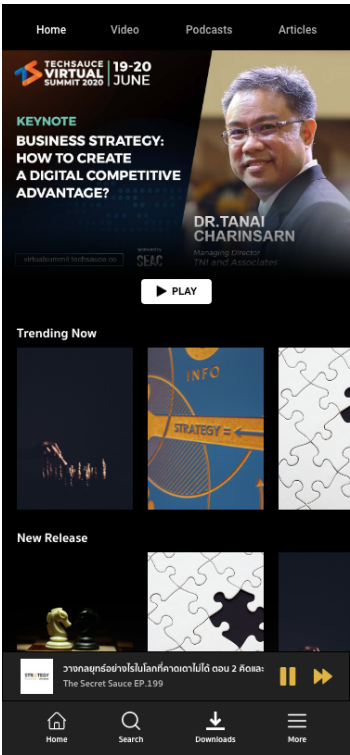 Home Video Podcasts Articles
TECHSAUCE
VIRTUAL
SUMMIT 2020
19-20
JUNE
KEYNOTE
BUSINESS STRATEGY:
HOW TO CREATE
A DIGITAL COMPETITIVE
ADVANTAGE?
DR.TANAI
CHARINSARN
Managing Director
TNI and Associates
virtualsummit.techsauce.co
SEAC
PLAY
Trending Now
INFO
STRATEGY =
New Release
STRATEGY
วางกลยุทธ์อย่างไรในโลกที่คาดเดาไม่ได้ ตอน 2 คิดและ
The Secret Sauce EP.199
Home Search Downloads More